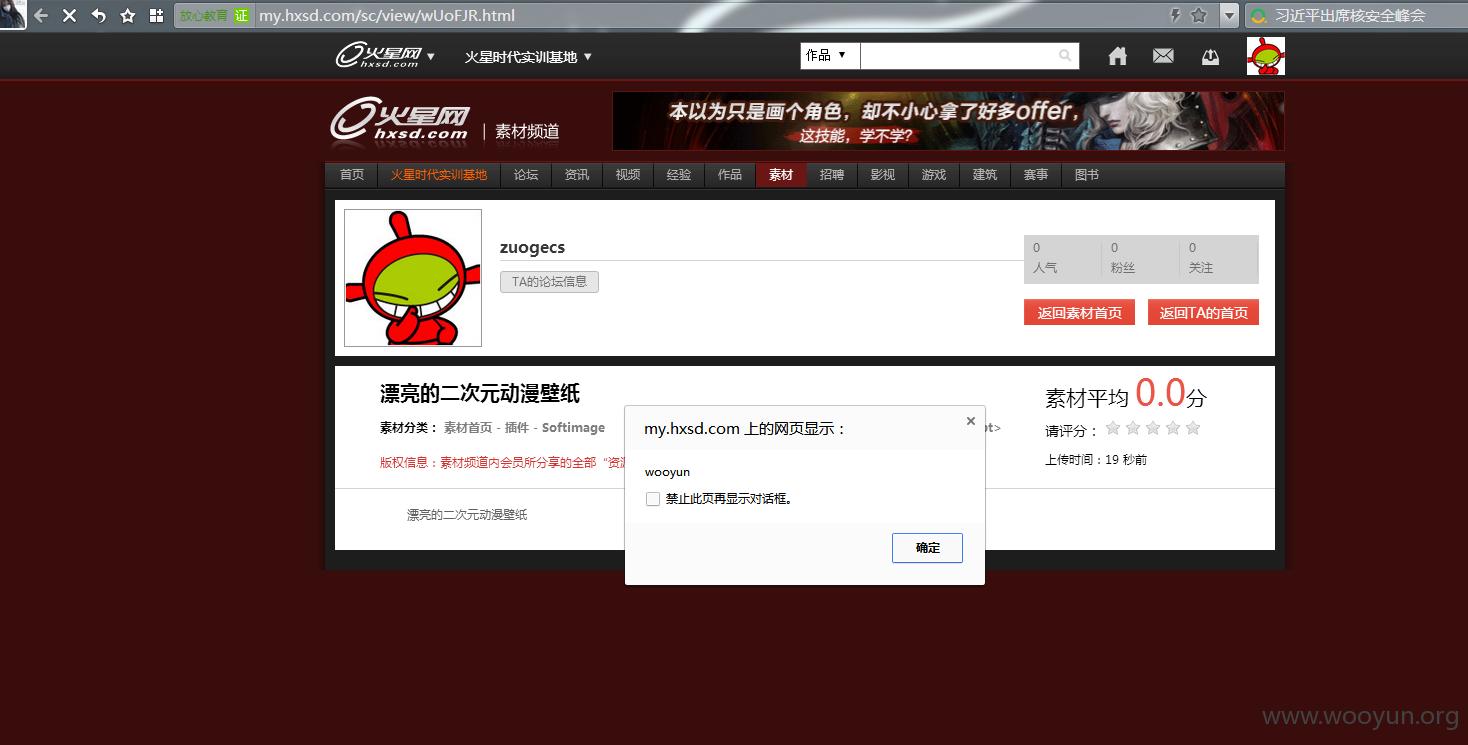 放心教育 证 my.hxsd.com/sc/view/wUoFJR.html 习近平出席核安全峰会
火星网 hxsd.com 火星时代实训基地 作品
火星网 hxsd.com | 素材频道
本以为只是画个角色，却不小心拿了好多offer，
这技能，学不学?
首页 火星时代实训基地 论坛 资讯 视频 经验 作品 素材 招聘 影视 游戏 建筑 赛事 图书
zuogecs
TA的论坛信息
0 0 0
人气 粉丝 关注
返回素材首页 返回TA的首页
漂亮的二次元动漫壁纸
素材分类： 素材首页 - 插件 - Softimage pt>
版权信息：素材频道内会员所分享的全部“资
漂亮的二次元动漫壁纸
素材平均 0.0分
请评分：
上传时间：19 秒前
my.hxsd.com 上的网页显示：
wooyun
禁止此页再显示对话框。
确定
www.wooyun.org